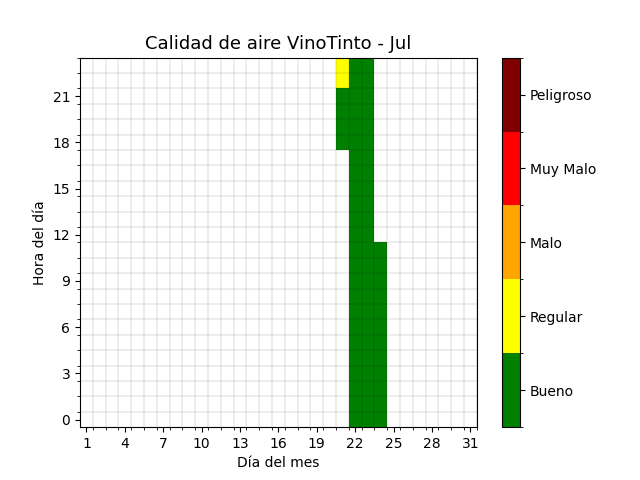 Calidad de aire VinoTinto - Jul
Hora del día
21
18
15
12
9
6
3
0
1 4 7 10 13 16 19 22 25 28 31
Día del mes
Peligroso
Muy Malo
Malo
Regular
Bueno